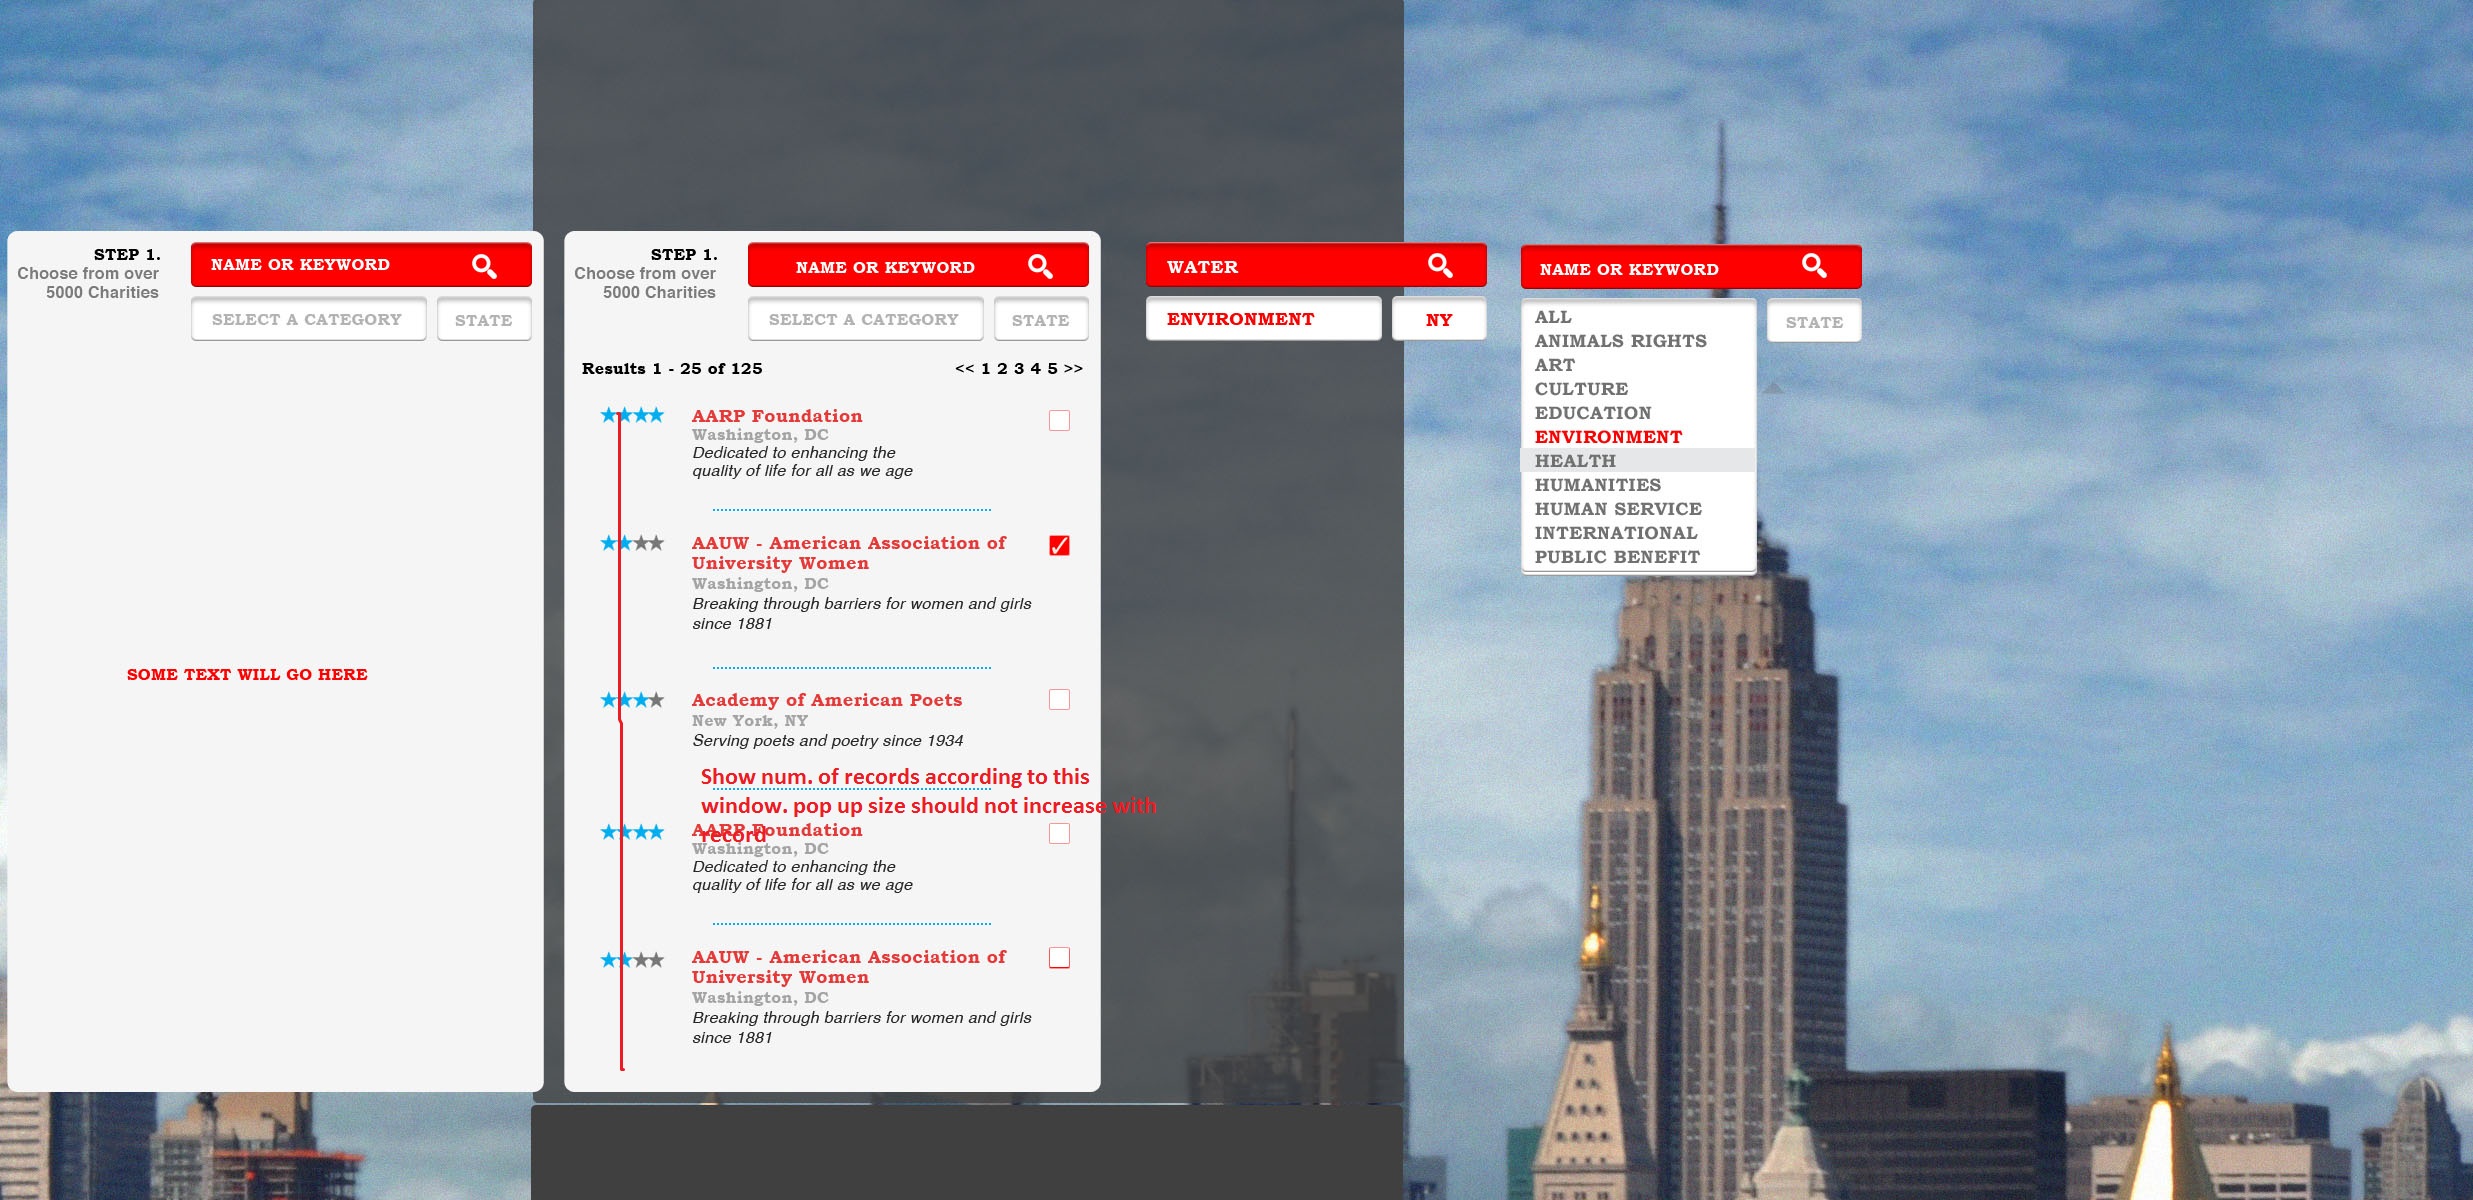 STEP 1.
Choose from over
5000 Charities
NAME OR KEYWORD
SELECT A CATEGORY
STATE
SOME TEXT WILL GO HERE
STEP 1.
Choose from over
5000 Charities
NAME OR KEYWORD
SELECT A CATEGORY
STATE
Results 1 - 25 of 125
<< 1 2 3 4 5 >>
AARP Foundation
Washington, DC
Dedicated to enhancing the
quality of life for all as we age
AAUW - American Association of
University Women
Washington, DC
Breaking through barriers for women and girls
since 1881
Academy of American Poets
New York, NY
Serving poets and poetry since 1934
Show num. of records according to this
window. pop up size should not increase with
record
AARP Foundation
Washington, DC
Dedicated to enhancing the
quality of life for all as we age
AAUW - American Association of
University Women
Washington, DC
Breaking through barriers for women and girls
since 1881
WATER
ENVIRONMENT
NY
NAME OR KEYWORD
STATE
ALL
ANIMALS RIGHTS
ART
CULTURE
EDUCATION
ENVIRONMENT
HEALTH
HUMANITIES
HUMAN SERVICE
INTERNATIONAL
PUBLIC BENEFIT